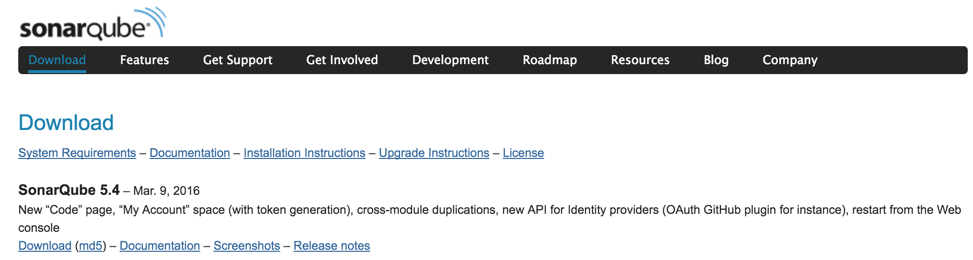 sonarqube
Download Features Get Support Get Involved Development Roadmap Resources Blog Company
Download
System Requirements – Documentation – Installation Instructions – Upgrade Instructions – License
SonarQube 5.4 – Mar. 9, 2016
New “Code” page, “My Account” space (with token generation), cross-module duplications, new API for Identity providers (OAuth GitHub plugin for instance), restart from the Web
console
Download (md5) – Documentation – Screenshots – Release notes